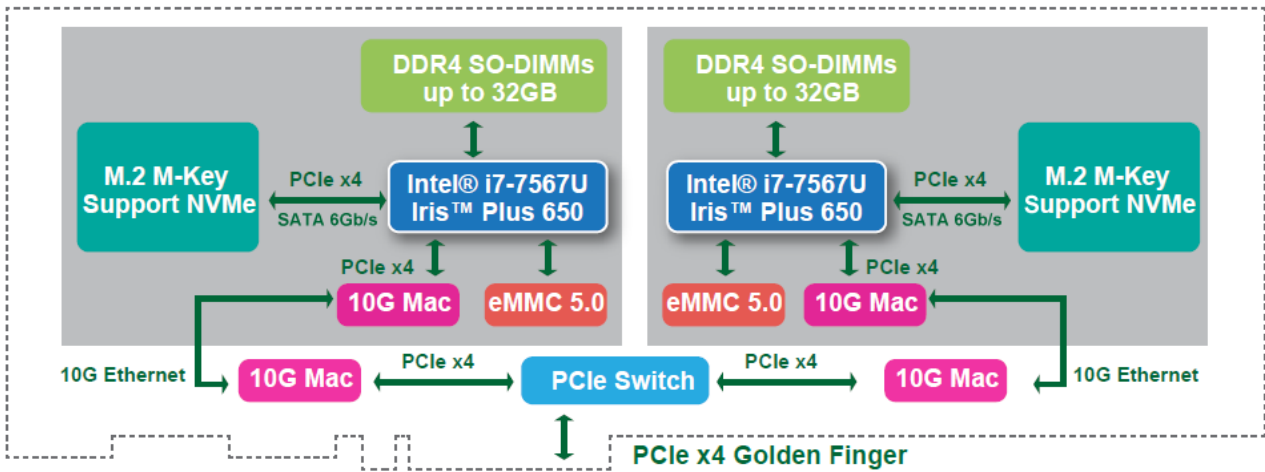 DDR4 SO-DIMMs
up to 32GB
DDR4 SO-DIMMs
up to 32GB
M.2 M-Key
Support NVMe
PCIe x4
SATA 6Gb/s
Intel® i7-7567U
Iris™ Plus 650
Intel® i7-7567U
Iris™ Plus 650
PCIe x4
SATA 6Gb/s
M.2 M-Key
Support NVMe
PCIe x4
PCIe x4
10G Mac
eMMC 5.0
eMMC 5.0
10G Mac
10G Ethernet
10G Mac
PCIe x4
PCIe Switch
PCIe x4
10G Mac
10G Ethernet
PCIe x4 Golden Finger